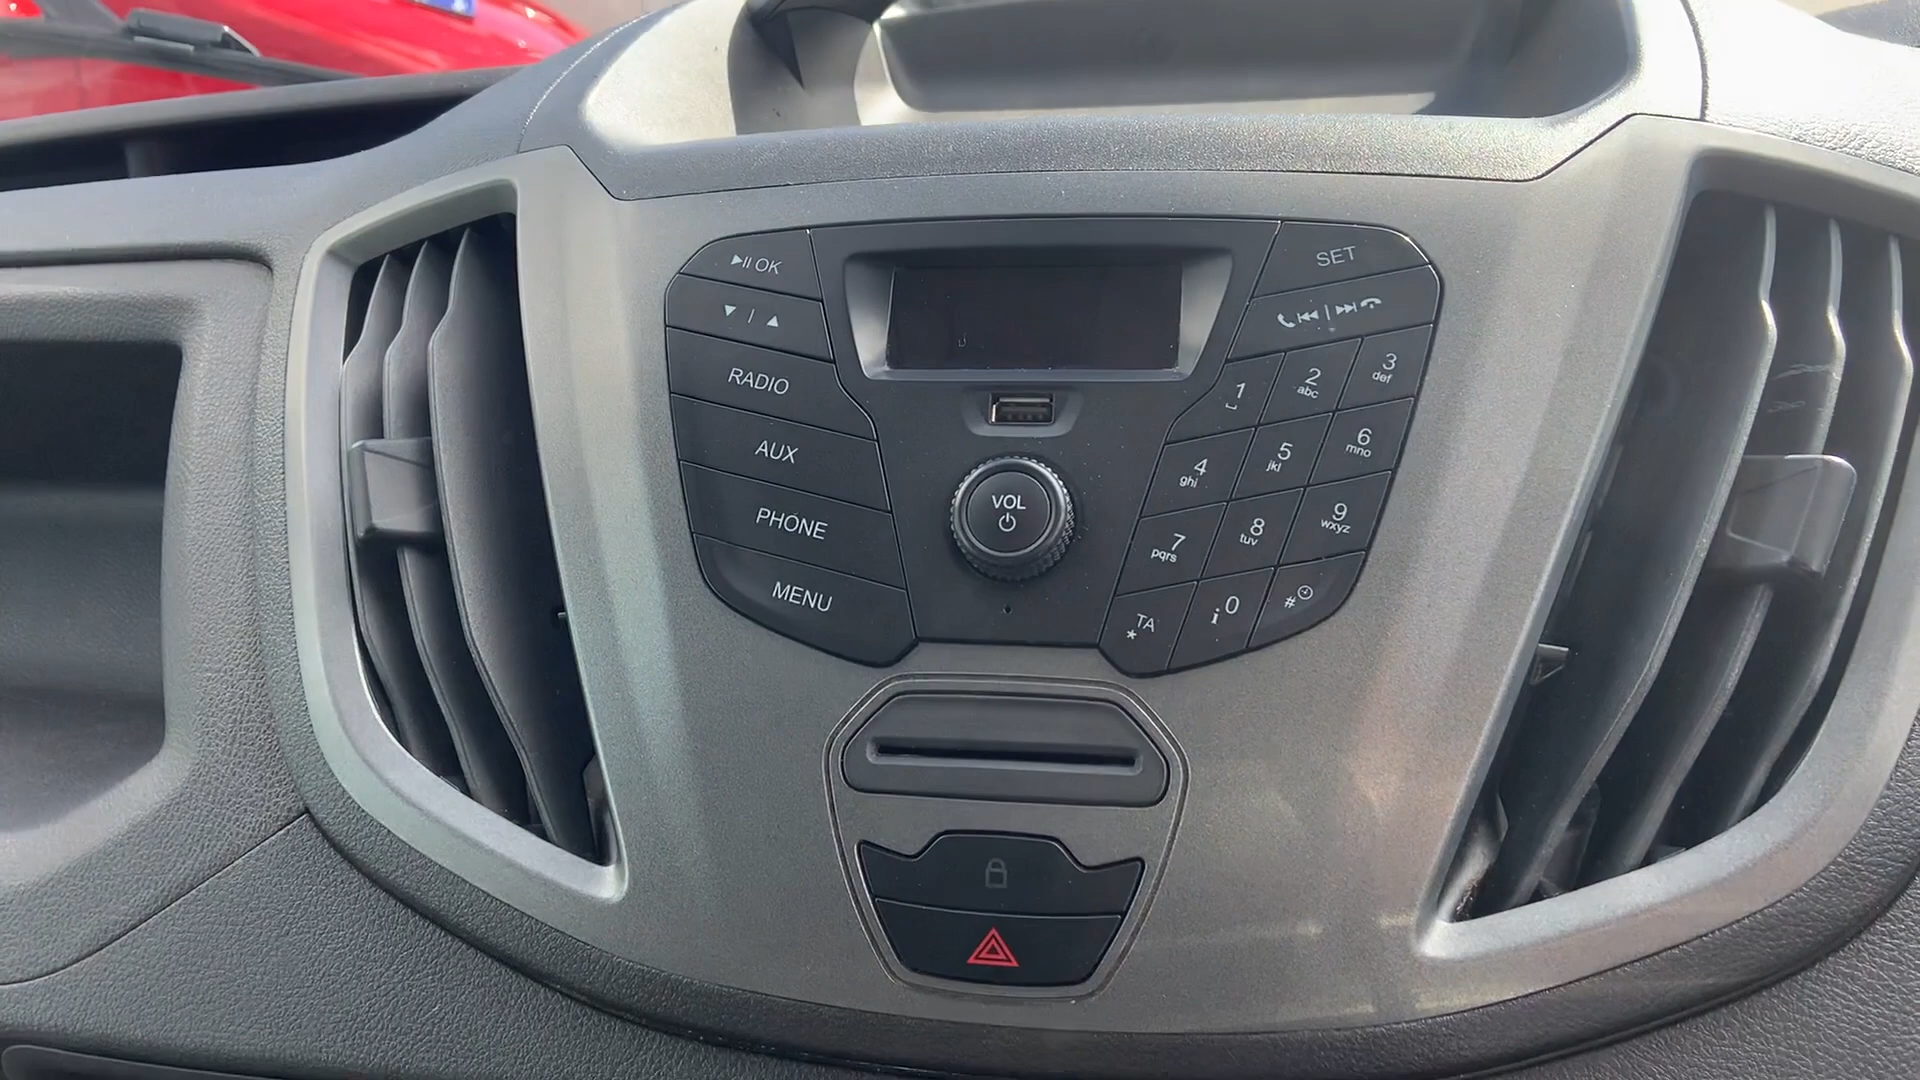 OK
SET
RADIO
AUX
PHONE
MENU
VOL
1
2
abc
3
def
4
ghi
5
jkl
6
mno
7
pqrs
8
tuv
9
wxyz
TA
*
i 0
#